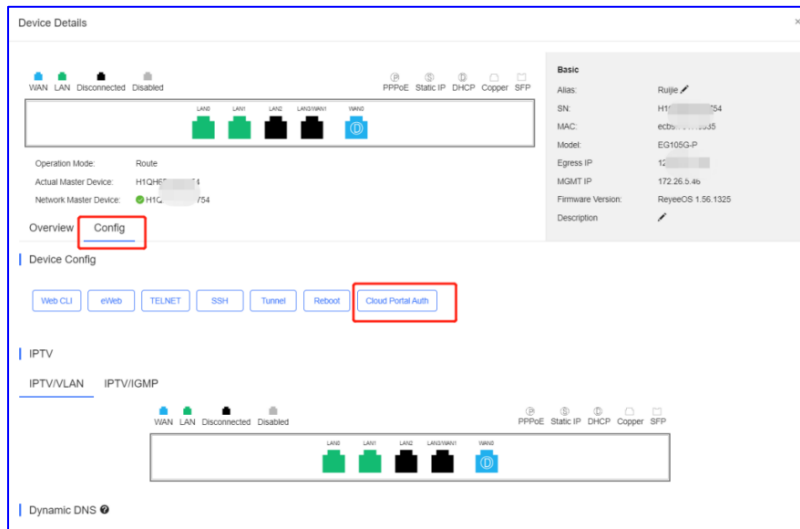 Device Details
×
WAN LAN Disconnected Disabled
PPPoE Static IP DHCP Copper SFP
LAN0 LAN1 LAN2 LAN3/WAN1 WAN0
Operation Mode: Route
Actual Master Device: H1QH6 4
Network Master Device: H1Q 754
Basic
Alias: Ruijie
SN: H1 754
MAC:
Model: EG105G-P
Egress IP 12
MGMT IP 172.26.5.46
Firmware Version: ReyeeOS 1.56.1325
Description
Overview Config
Device Config
Web CLI eWeb TELNET SSH Tunnel Reboot Cloud Portal Auth
IPTV
IPTV/VLAN IPTV/IGMP
WAN LAN Disconnected Disabled
PPPoE Static IP DHCP Copper SFP
LAN0 LAN1 LAN2 LAN3/WAN1 WAN0
Dynamic DNS